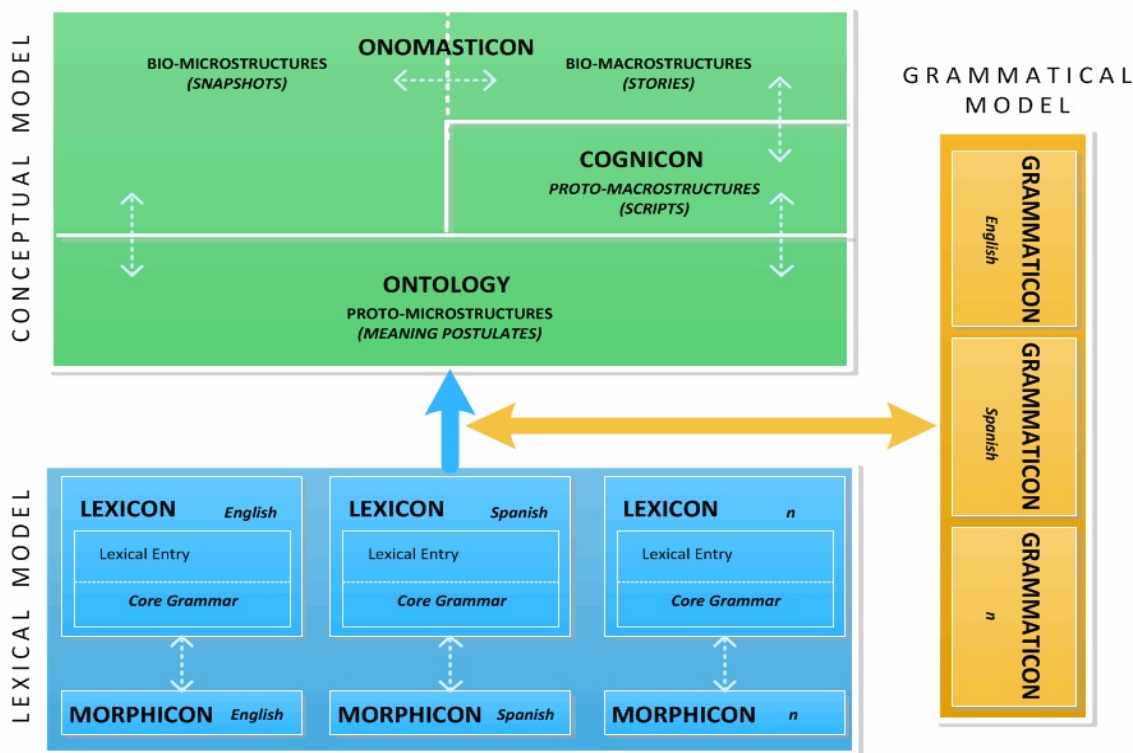 CONCEPTUAL MODEL
ONOMASTICON
BIO-MICROSTRUCTURES
(SNAPSHOTS)
BIO-MACROSTRUCTURES
(STORIES)
COGNICON
PROTO-MACROSTRUCTURES
(SCRIPTS)
ONTOLOGY
PROTO-MICROSTRUCTURES
(MEANING POSTULATES)
GRAMMATICAL
MODEL
GRAMMATICON
English
GRAMMATICON
Spanish
GRAMMATICON
n
LEXICAL MODEL
LEXICON English
Lexical Entry
Core Grammar
MORPHICON English
LEXICON Spanish
Lexical Entry
Core Grammar
MORPHICON Spanish
LEXICON n
Lexical Entry
Core Grammar
MORPHICON n